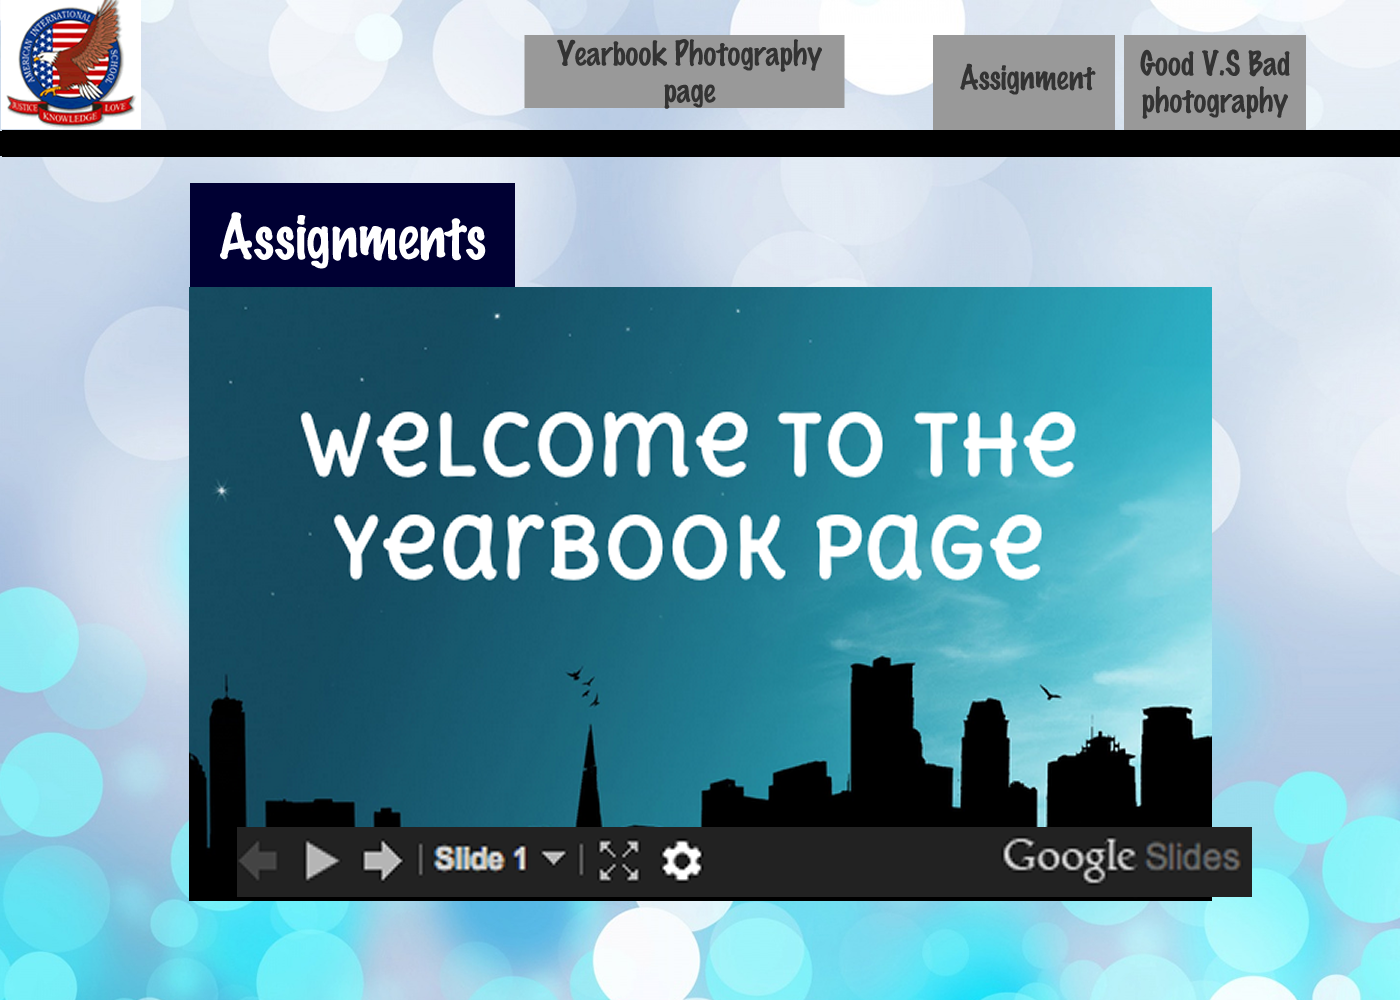 AMERICAN INTERNATIONAL SCHOOL
JUSTICE KNOWLEDGE LOVE
Yearbook Photography
page
Assignment
Good V.S Bad
photography
Assignments
WeLCOMe TO THe
YearBOOK PaGe
Slide 1
Google Slides